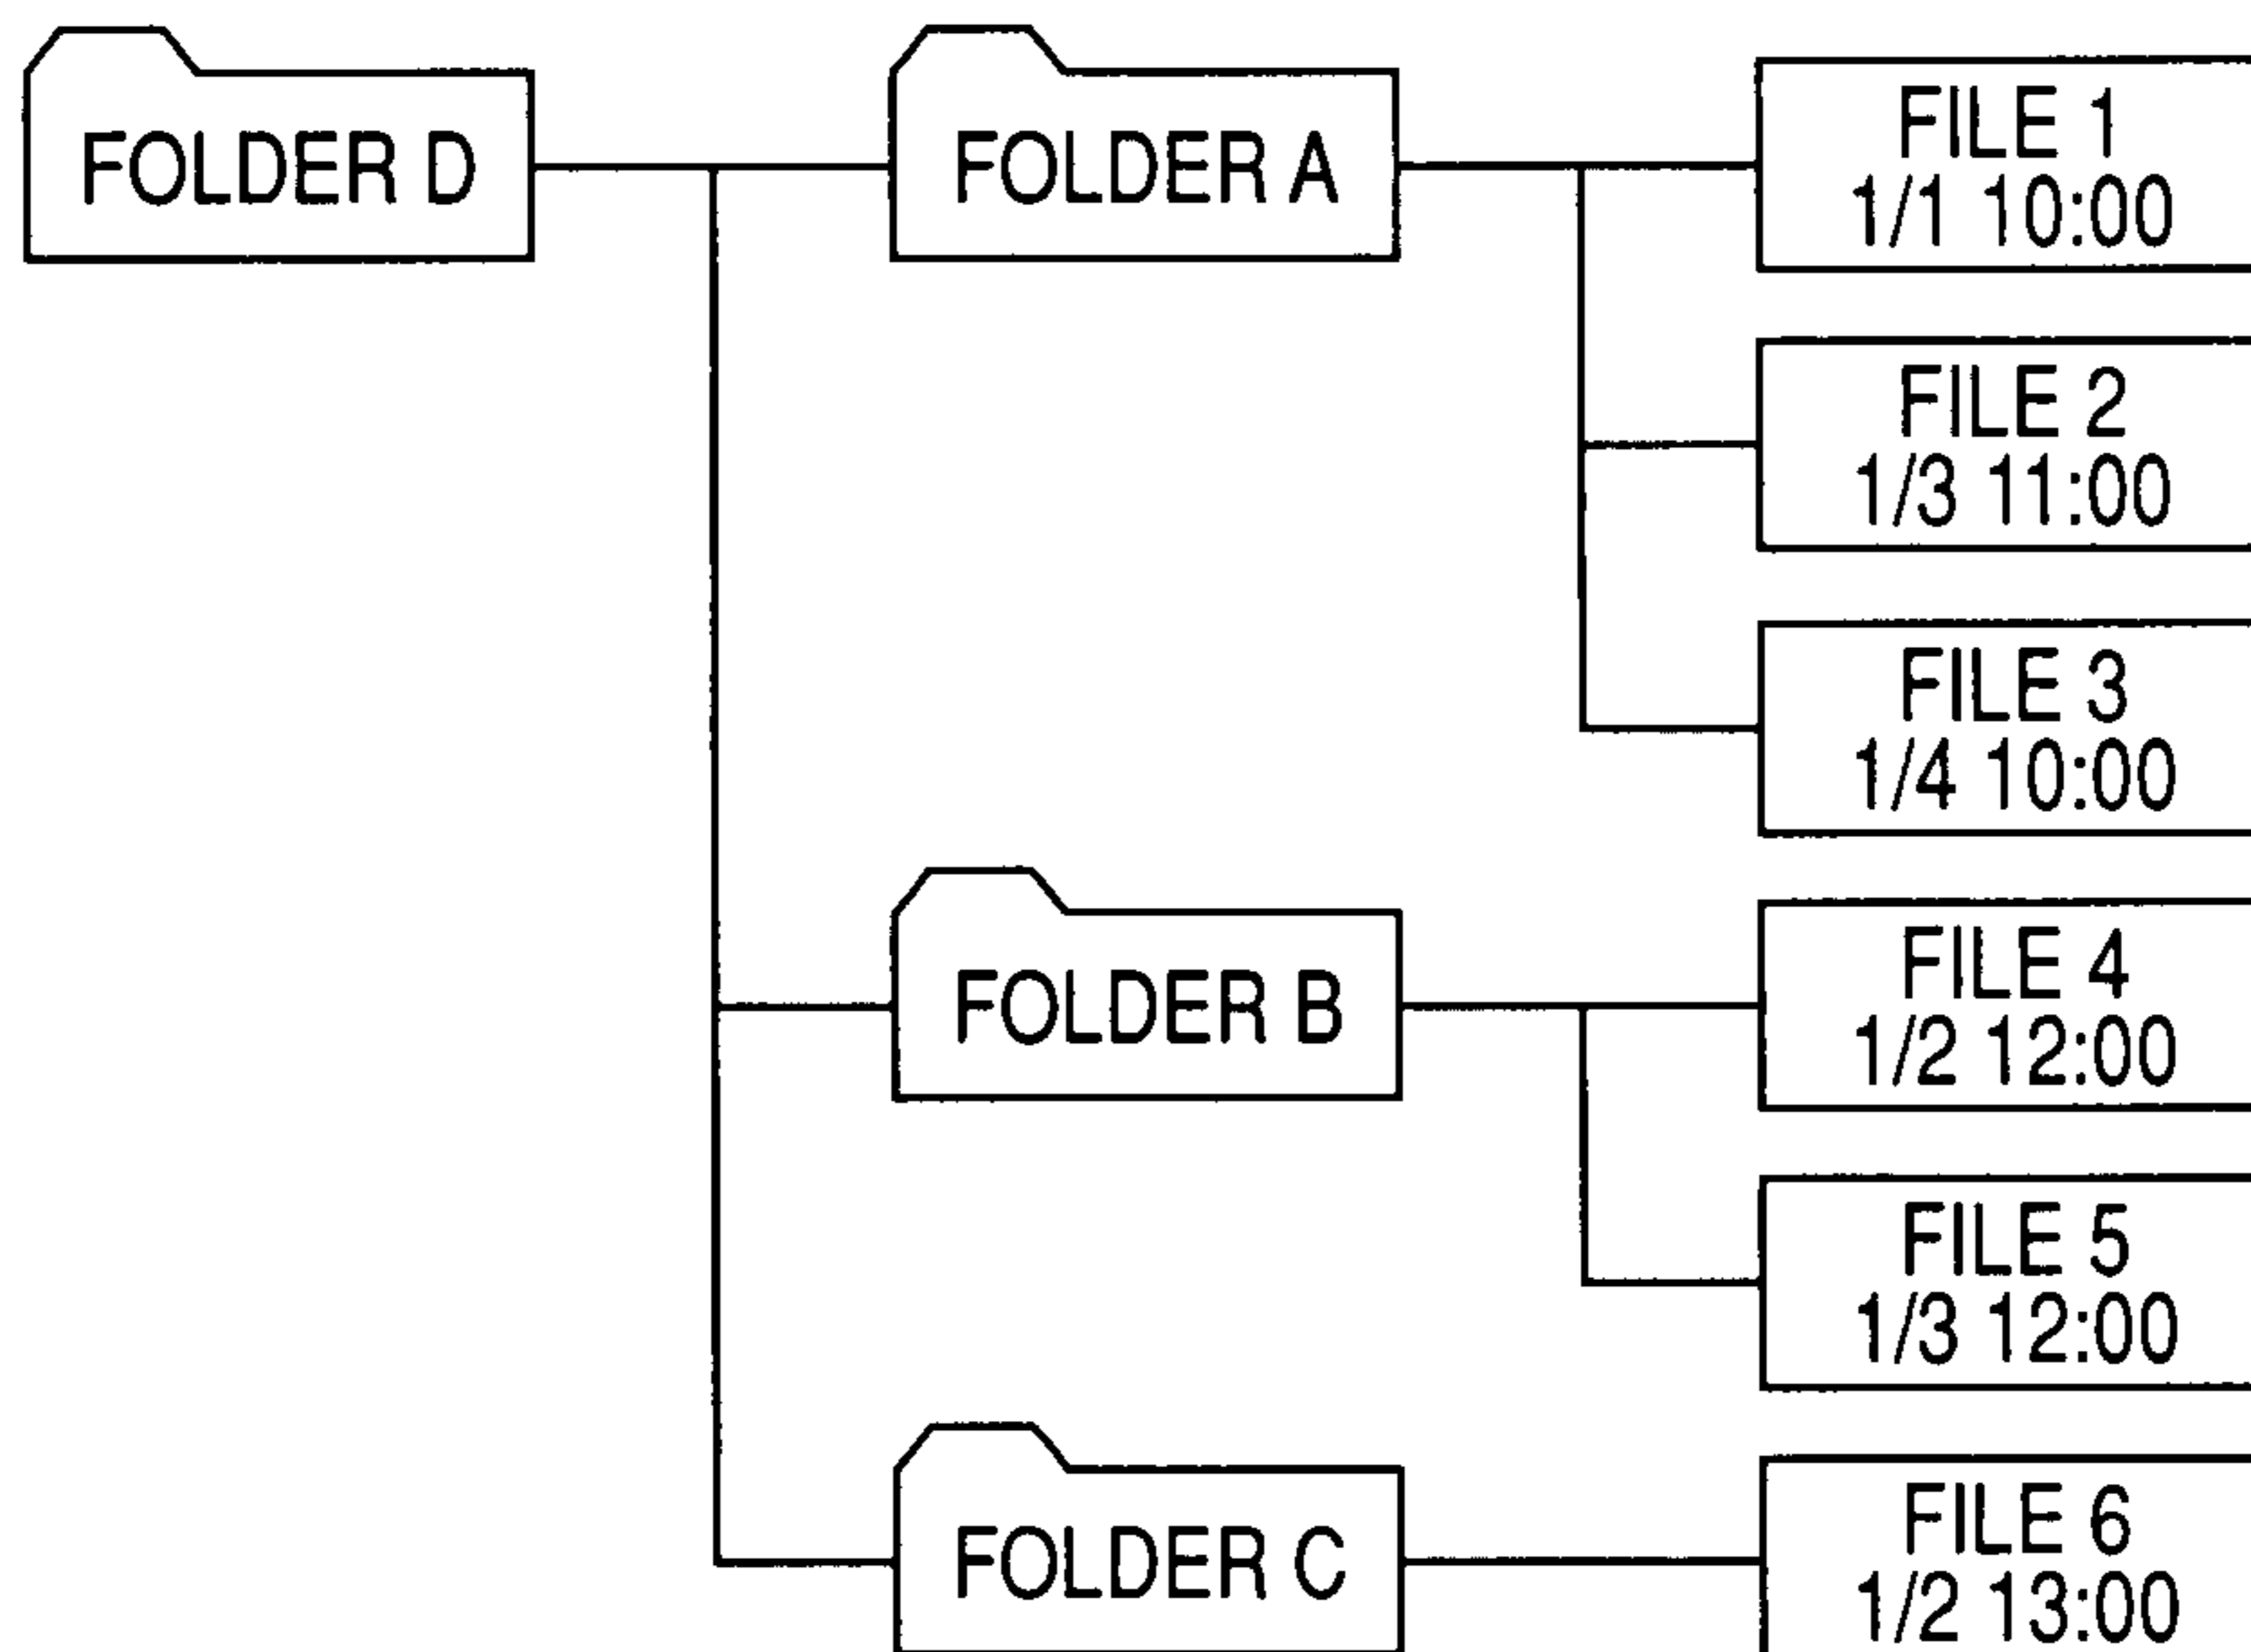 FOLDER D
FOLDER A
FILE 1
1/1 10:00
FILE 2
1/3 11:00
FILE 3
1/4 10:00
FOLDER B
FILE 4
1/2 12:00
FILE 5
1/3 12:00
FOLDER C
FILE 6
1/2 13:00